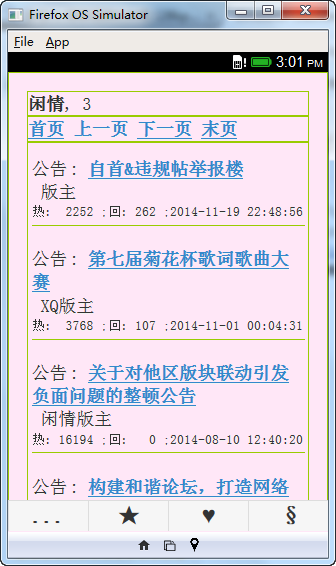 Firefox OS Simulator
File App
3:01 PM
闲情, 3
首页 上一页 下一页 末页
公告: 自首&违规帖举报楼
版主
热: 2252 ;回: 262 ;2014-11-19 22:48:56
公告: 第七届菊花杯歌词歌曲大
赛
XQ版主
热: 3768 ;回: 107 ;2014-11-01 00:04:31
公告: 关于对他区版块联动引发
负面问题的整顿公告
闲情版主
热:16194 ;回: 0 ;2014-08-10 12:40:20
公告: 构建和谐论坛，打造网络
... ★ ♥ §